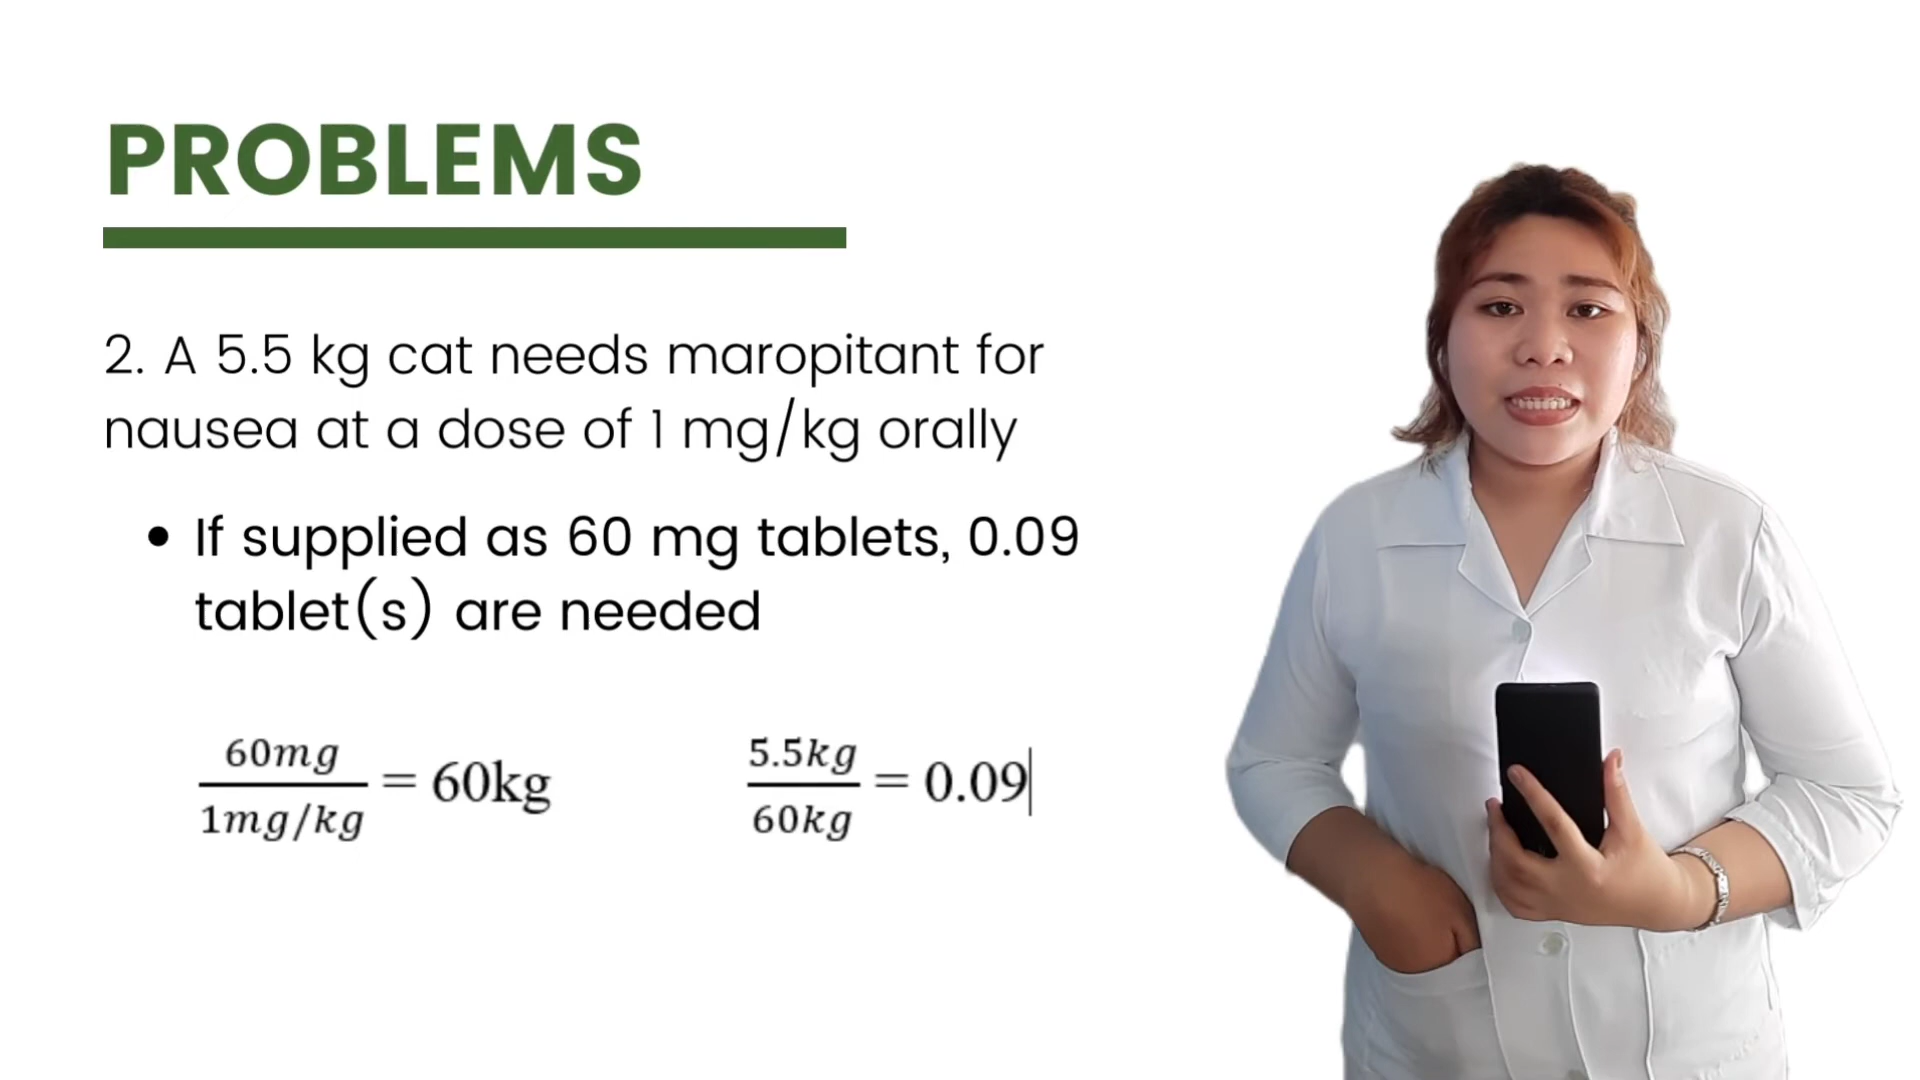 PROBLEMS
2. A 5.5 kg cat needs maropitant for
nausea at a dose of 1 mg/kg orally
• If supplied as 60 mg tablets, 0.09
tablet(s) are needed
60mg / 1mg/kg = 60kg
5.5kg / 60kg = 0.09